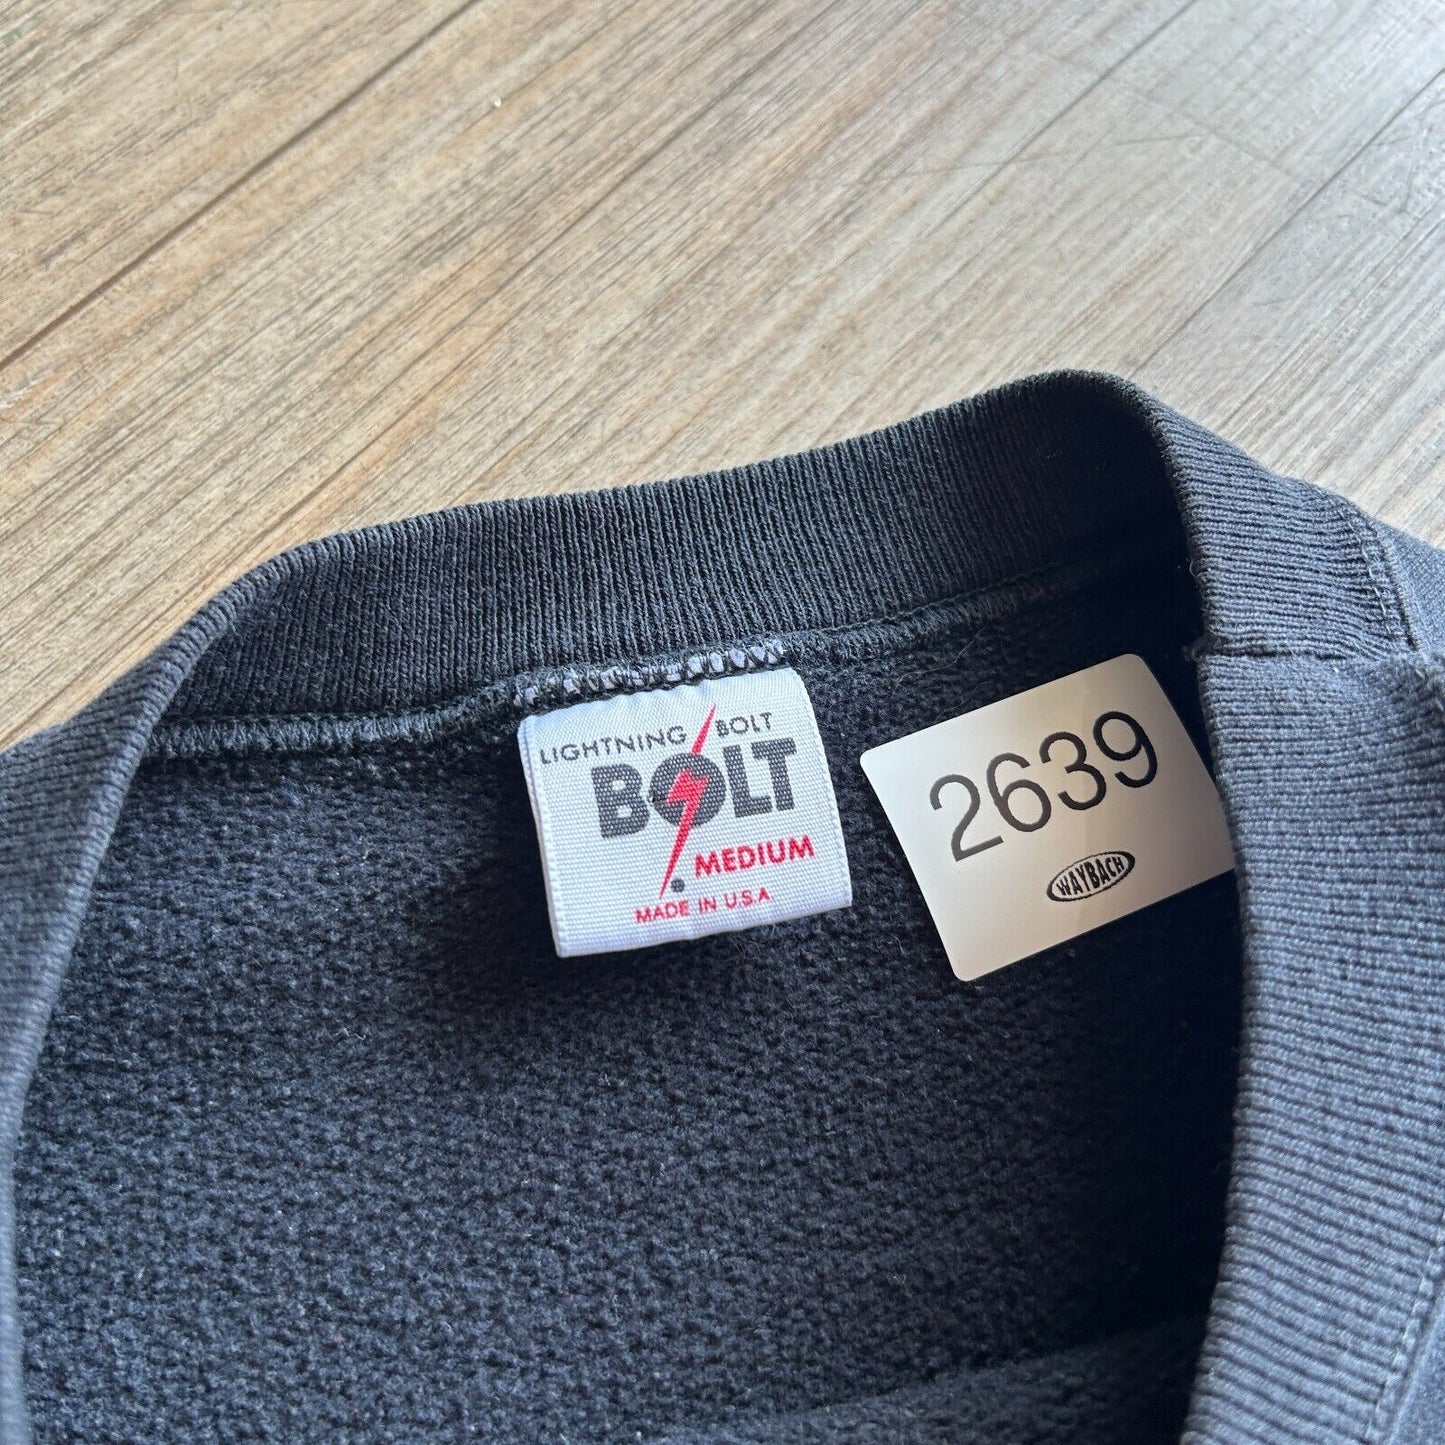 LIGHTNING BOLT
BOLT
MEDIUM
MADE IN U.S.A.
2639
WAYBACH